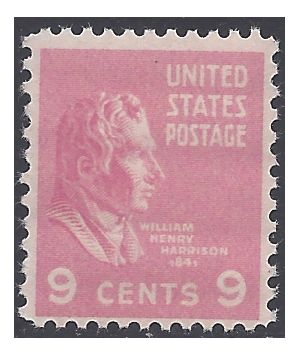 UNITED
STATES
POSTAGE
WILLIAM
HENRY
HARRISON
1841
9 CENTS 9